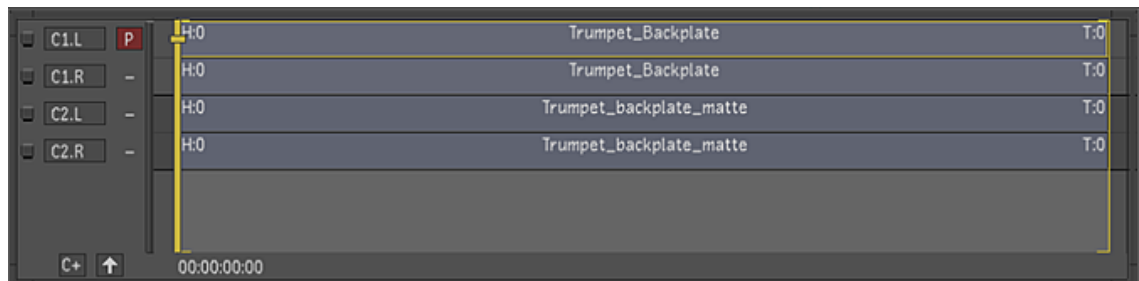 C1.L P H:0 Trumpet_Backplate T:0
C1.R – H:0 Trumpet_Backplate T:0
C2.L – H:0 Trumpet_backplate_matte T:0
C2.R – H:0 Trumpet_backplate_matte T:0
C+ 00:00:00:00